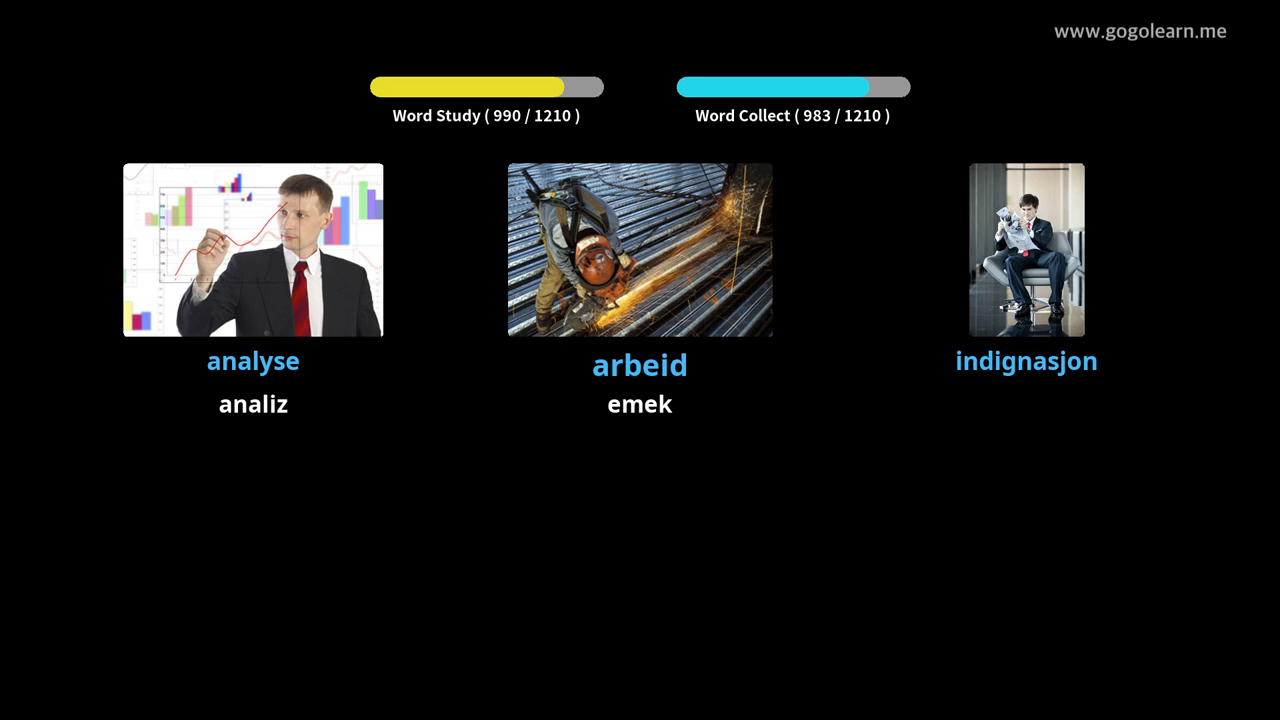 www.gogolearn.me
Word Study ( 990 / 1210 )
Word Collect ( 983 / 1210 )
analyse
arbeid
indignasjon
analiz
emek